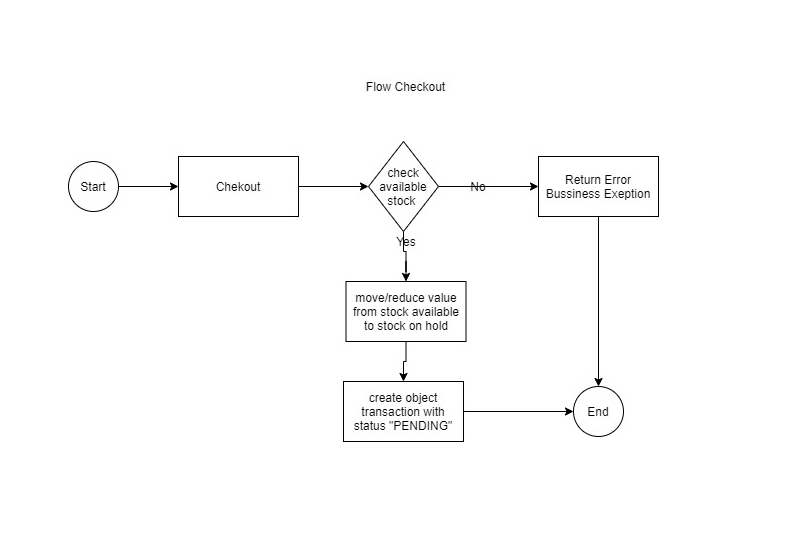 Flow Checkout
Start
Chekout
check
available
stock
No
Return Error
Bussiness Exeption
Yes
move/reduce value
from stock available
to stock on hold
create object
transaction with
status "PENDING"
End